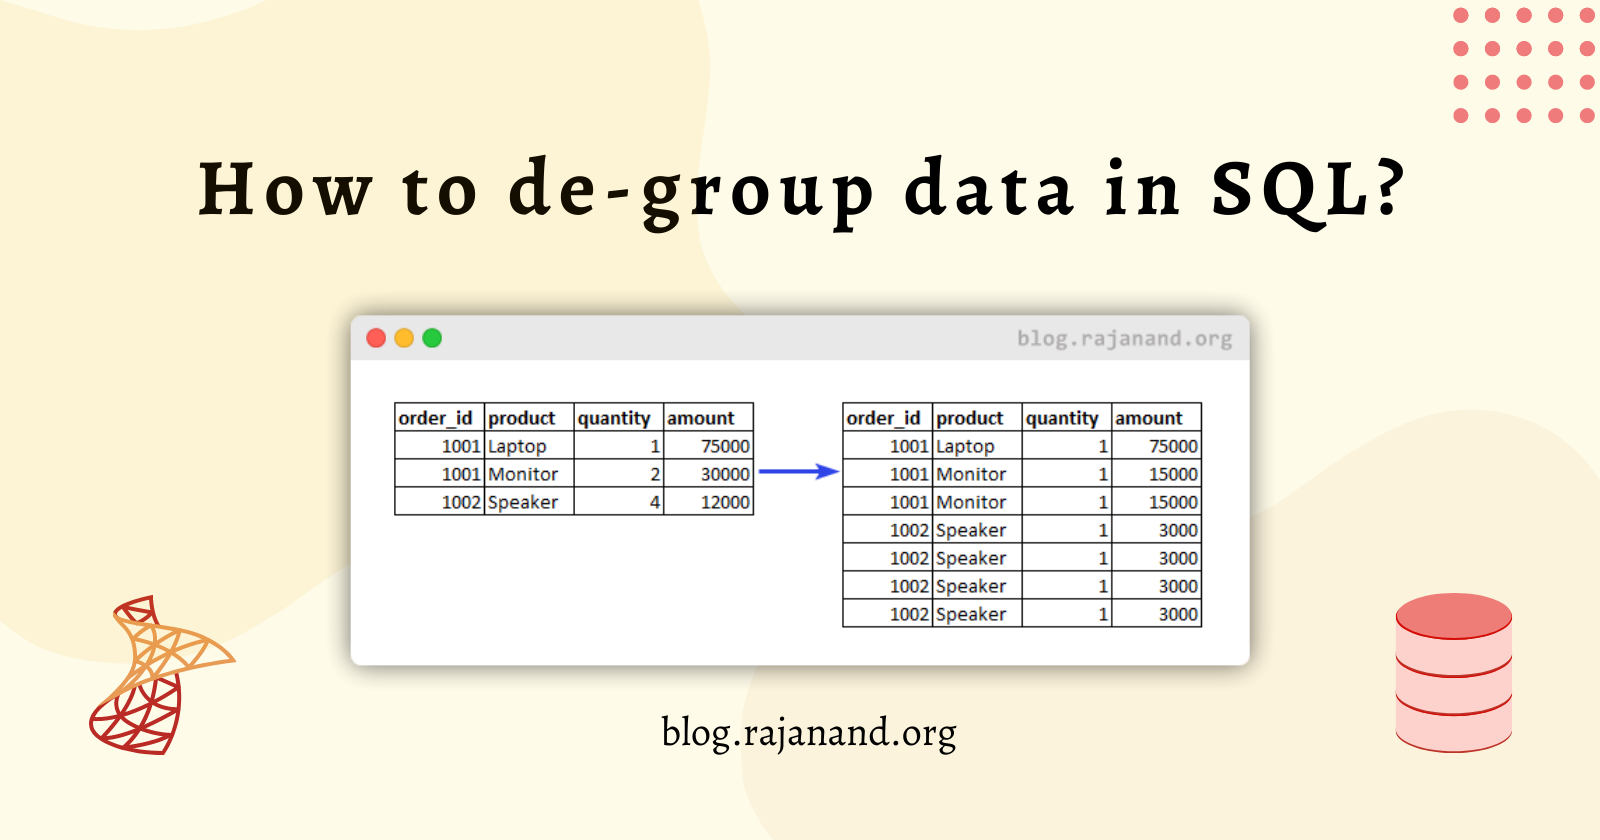 How to de-group data in SQL?
blog.rajanand.org
order_id product quantity amount
1001 Laptop 1 75000
1001 Monitor 2 30000
1002 Speaker 4 12000
order_id product quantity amount
1001 Laptop 1 75000
1001 Monitor 1 15000
1001 Monitor 1 15000
1002 Speaker 1 3000
1002 Speaker 1 3000
1002 Speaker 1 3000
1002 Speaker 1 3000
blog.rajanand.org